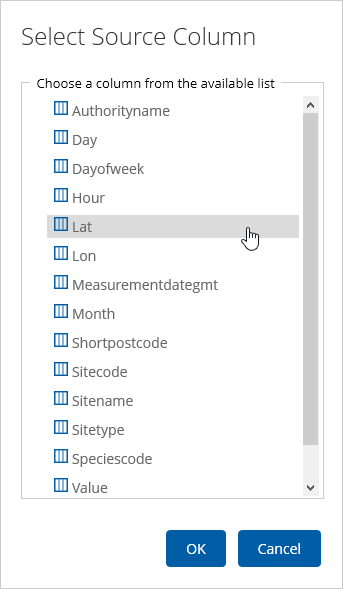 Select Source Column
Choose a column from the available list
Authorityname
Day
Dayofweek
Hour
Lat
Lon
Measurementdategmt
Month
Shortpostcode
Sitecode
Sitename
Sitetype
Speciescode
Value
OK
Cancel